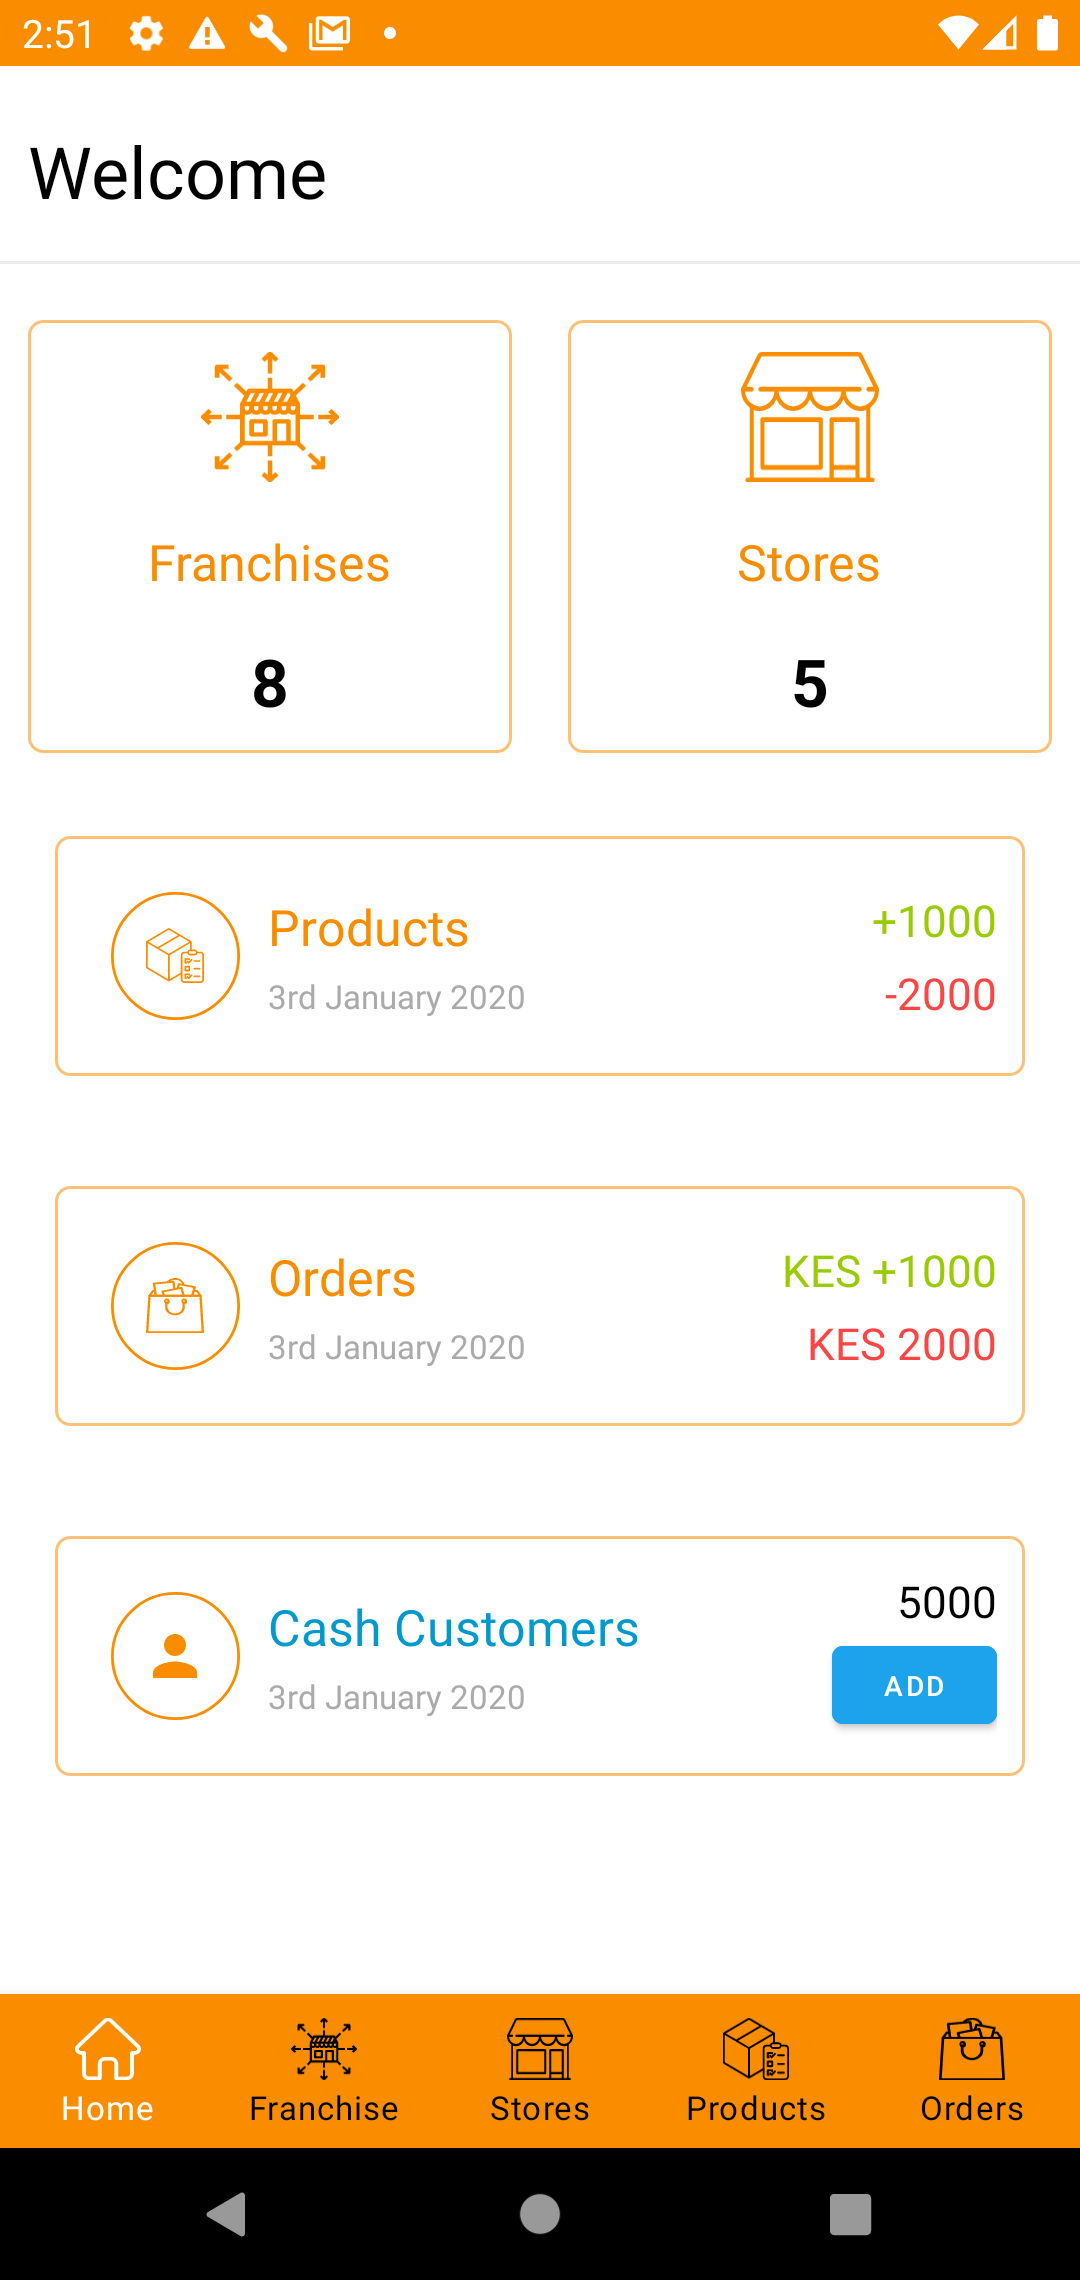 2:51
Welcome
Franchises
8
Stores
5
Products
3rd January 2020
+1000
-2000
Orders
3rd January 2020
KES +1000
KES 2000
Cash Customers
3rd January 2020
5000
ADD
Home
Franchise
Stores
Products
Orders